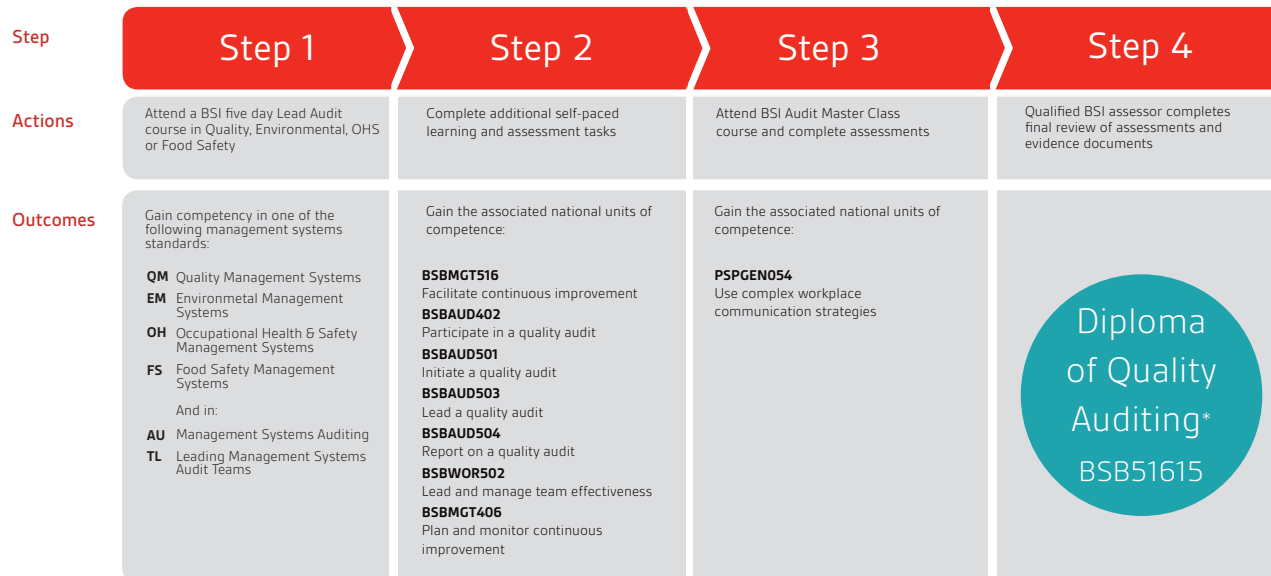 Step
Step 1
Step 2
Step 3
Step 4
Actions
Attend a BSI five day Lead Audit
course in Quality, Environmental, OHS
or Food Safety
Complete additional self-paced
learning and assessment tasks
Attend BSI Audit Master Class
course and complete assessments
Qualified BSI assessor completes
final review of assessments and
evidence documents
Outcomes
Gain competency in one of the
following management systems
standards:
QM Quality Management Systems
EM Environmetal Management
Systems
OH Occupational Health & Safety
Management Systems
FS Food Safety Management
Systems
And in:
AU Management Systems Auditing
TL Leading Management Systems
Audit Teams
Gain the associated national units of
competence:
BSBMGT516
Facilitate continuous improvement
BSBAUD402
Participate in a quality audit
BSBAUD501
Initiate a quality audit
BSBAUD503
Lead a quality audit
BSBAUD504
Report on a quality audit
BSBWOR502
Lead and manage team effectiveness
BSBMGT406
Plan and monitor continuous
improvement
Gain the associated national units of
competence:
PSPGEN054
Use complex workplace
communication strategies
Diploma
of Quality
Auditing*
BSB51615